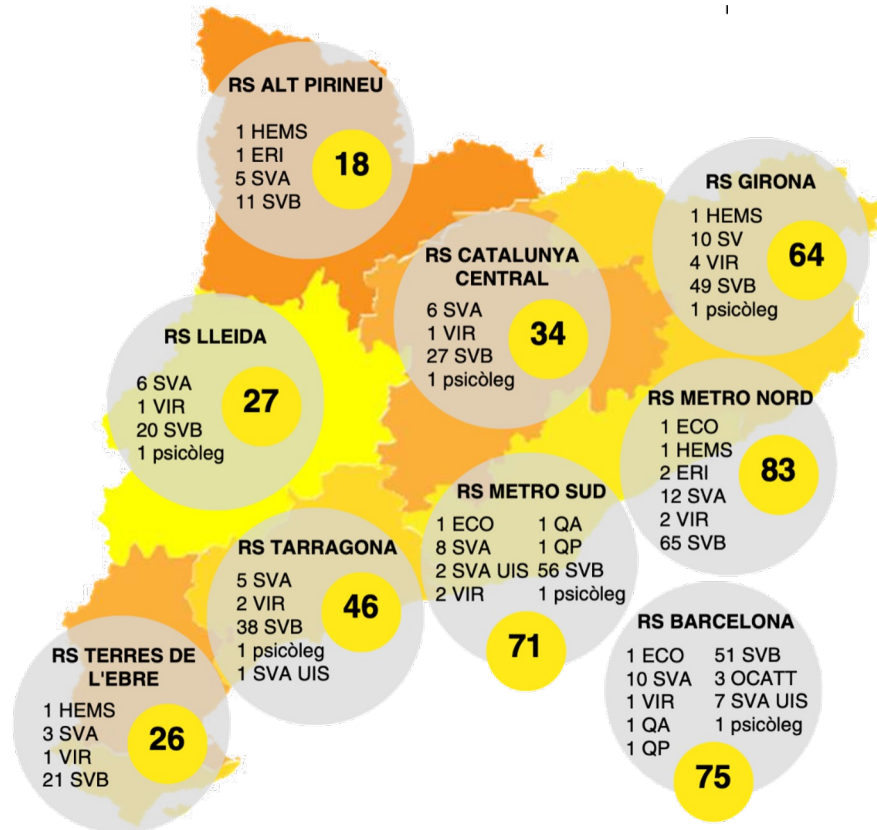 RS ALT PIRINEU
1 HEMS
1 ERI
5 SVA
11 SVB
18
RS GIRONA
1 HEMS
10 SV
4 VIR
49 SVB
1 psicòleg
64
RS CATALUNYA
CENTRAL
6 SVA
1 VIR
27 SVB
1 psicòleg
34
RS LLEIDA
6 SVA
1 VIR
20 SVB
1 psicòleg
27
RS METRO NORD
1 ECO
1 HEMS
2 ERI
12 SVA
2 VIR
65 SVB
83
RS METRO SUD
1 ECO
8 SVA
2 SVA UIS
2 VIR
1 QA
1 QP
56 SVB
1 psicòleg
71
RS TARRAGONA
5 SVA
2 VIR
38 SVB
1 psicòleg
1 SVA UIS
46
RS BARCELONA
1 ECO
10 SVA
1 VIR
1 QA
1 QP
51 SVB
3 OCATT
7 SVA UIS
1 psicòleg
75
RS TERRES DE
L'EBRE
1 HEMS
3 SVA
1 VIR
21 SVB
26